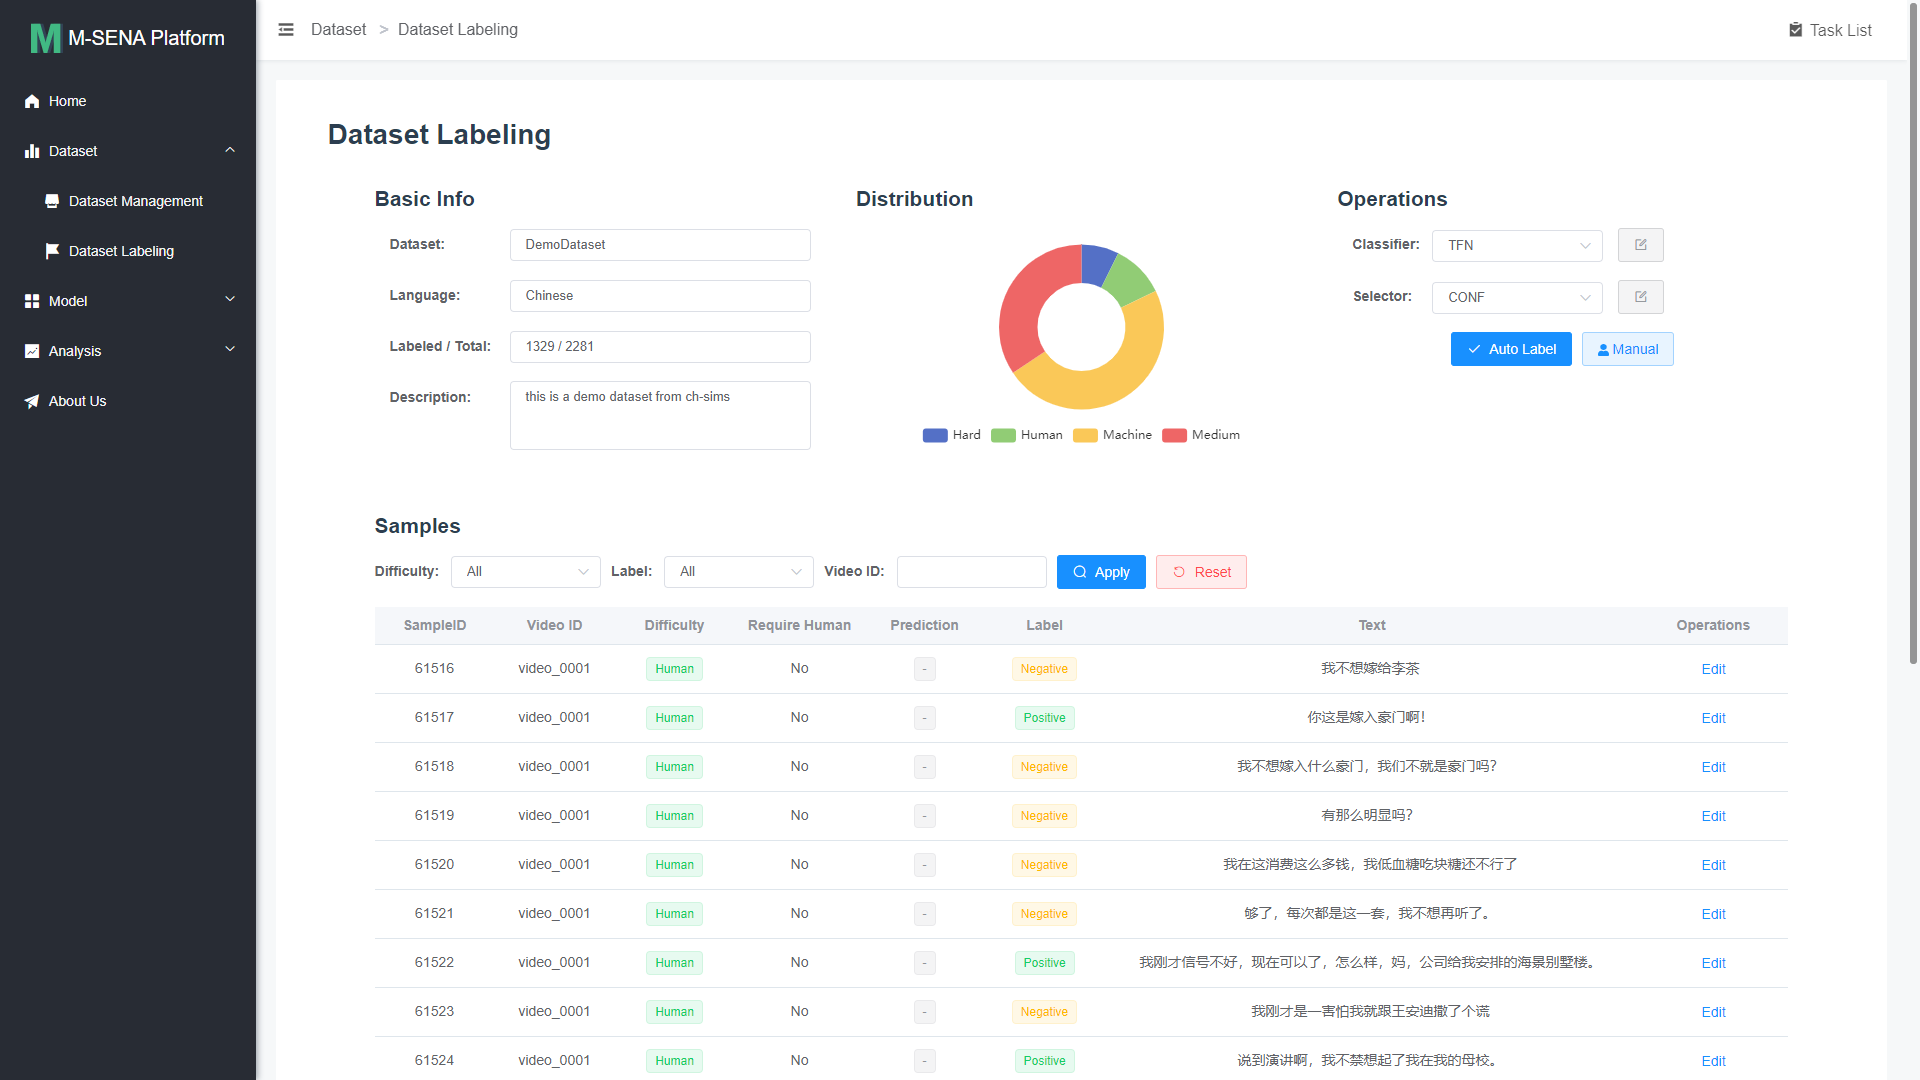 M M-SENA Platform
Dataset > Dataset Labeling
Task List
Home
Dataset
Dataset Management
Dataset Labeling
Model
Analysis
About Us
Dataset Labeling
Basic Info
Dataset: DemoDataset
Language: Chinese
Labeled / Total: 1329 / 2281
Description: this is a demo dataset from ch-sims
Distribution
Hard Human Machine Medium
Operations
Classifier: TFN
Selector: CONF
Auto Label Manual
Samples
Difficulty: All Label: All Video ID: Apply Reset
SampleID Video ID Difficulty Require Human Prediction Label Text Operations
61516 video_0001 Human No - Negative 我不想嫁给李茶 Edit
61517 video_0001 Human No - Positive 你这是嫁入豪门啊！ Edit
61518 video_0001 Human No - Negative 我不想嫁入什么豪门，我们不就是豪门吗？ Edit
61519 video_0001 Human No - Negative 有那么明显吗？ Edit
61520 video_0001 Human No - Negative 我在这消费这么多钱，我低血糖吃块糖还不行了 Edit
61521 video_0001 Human No - Negative 够了，每次都是这一套，我不想再听了。 Edit
61522 video_0001 Human No - Positive 我刚才信号不好，现在可以了，怎么样，妈，公司给我安排的海景别墅楼。 Edit
61523 video_0001 Human No - Negative 我刚才是一害怕我就跟王安迪撒了个谎 Edit
61524 video_0001 Human No - Positive 说到演讲啊，我不禁想起了我在我的母校。 Edit